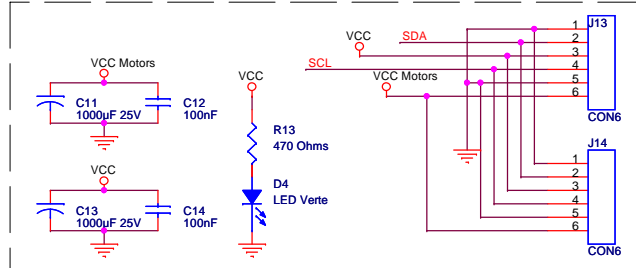 J13
1
2
3
4
5
6
CON6
VCC
SDA
SCL
VCC Motors
VCC Motors
C11
1000uF 25V
C12
100nF
VCC
R13
470 Ohms
D4
LED Verte
VCC
C13
1000uF 25V
C14
100nF
J14
1
2
3
4
5
6
CON6